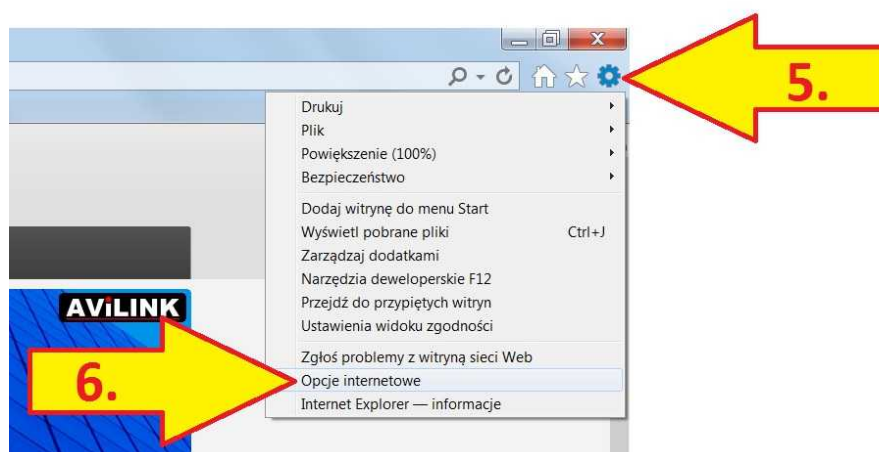 5.
Drukuj
Plik
Powiększenie (100%)
Bezpieczeństwo
Dodaj witrynę do menu Start
Wyświetl pobrane pliki Ctrl+J
Zarządzaj dodatkami
Narzędzia deweloperskie F12
Przejdź do przypiętych witryn
Ustawienia widoku zgodności
AViLINK
Zgłoś problemy z witryną sieci Web
6.
Opcje internetowe
Internet Explorer — informacje